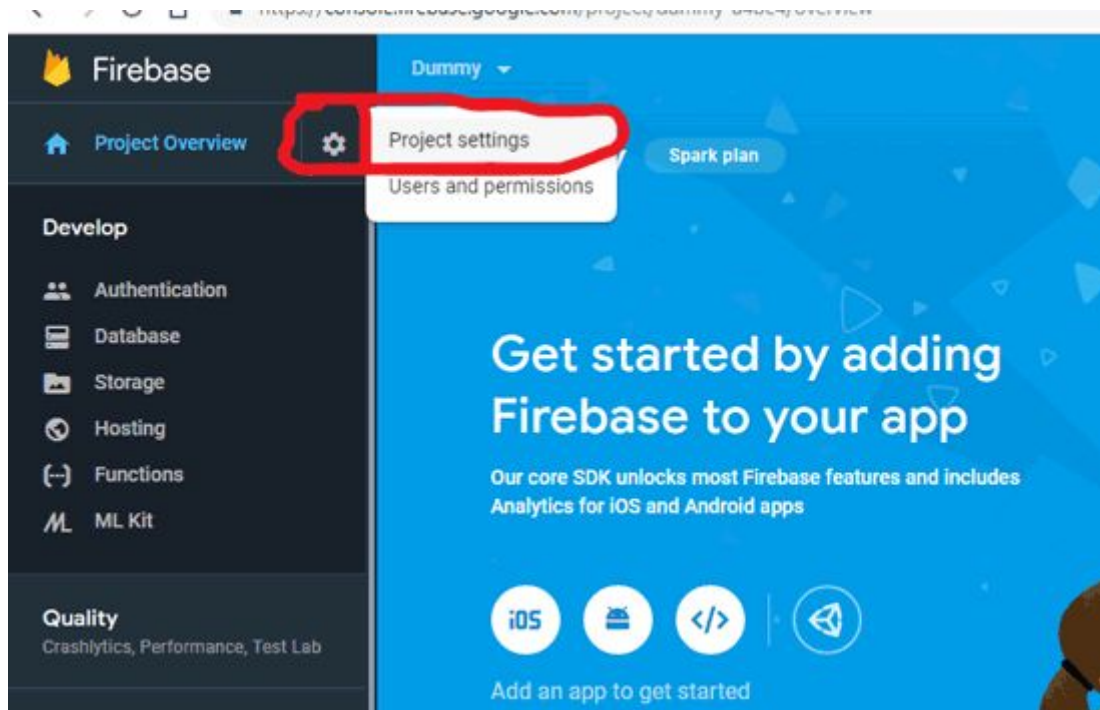 Firebase
Dummy
Project Overview
Project settings
Spark plan
Users and permissions
Develop
Authentication
Database
Storage
Hosting
Functions
ML Kit
Get started by adding
Firebase to your app
Our core SDK unlocks most Firebase features and includes
Analytics for iOS and Android apps
iOS
Add an app to get started
Quality
Crashlytics, Performance, Test Lab